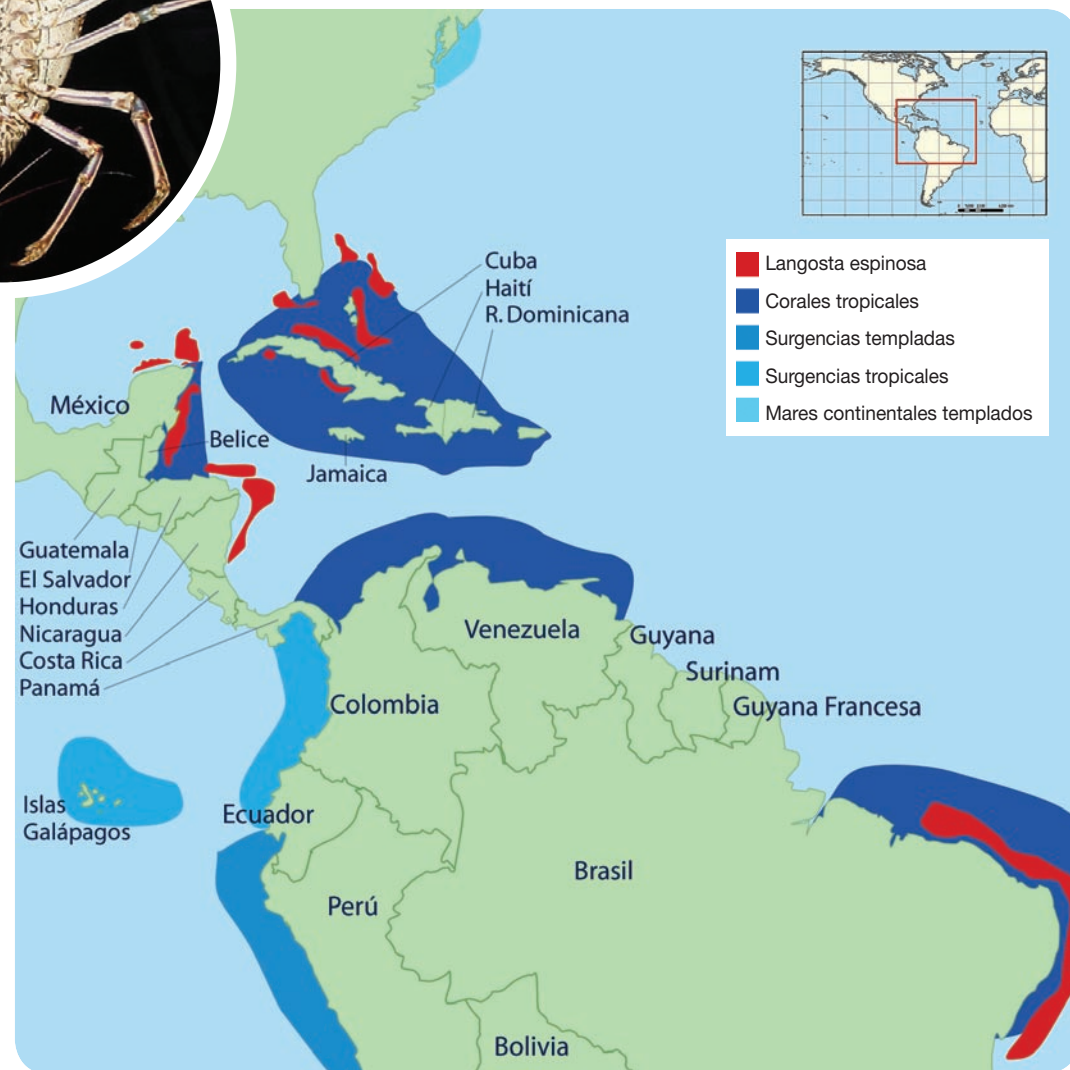 Langosta espinosa
Corales tropicales
Surgencias templadas
Surgencias tropicales
Mares continentales templados
Cuba
Haití
R. Dominicana
México
Belice
Jamaica
Guatemala
El Salvador
Honduras
Nicaragua
Costa Rica
Panamá
Venezuela
Guyana
Surinam
Guyana Francesa
Colombia
Islas
Galápagos
Ecuador
Perú
Brasil
Bolivia